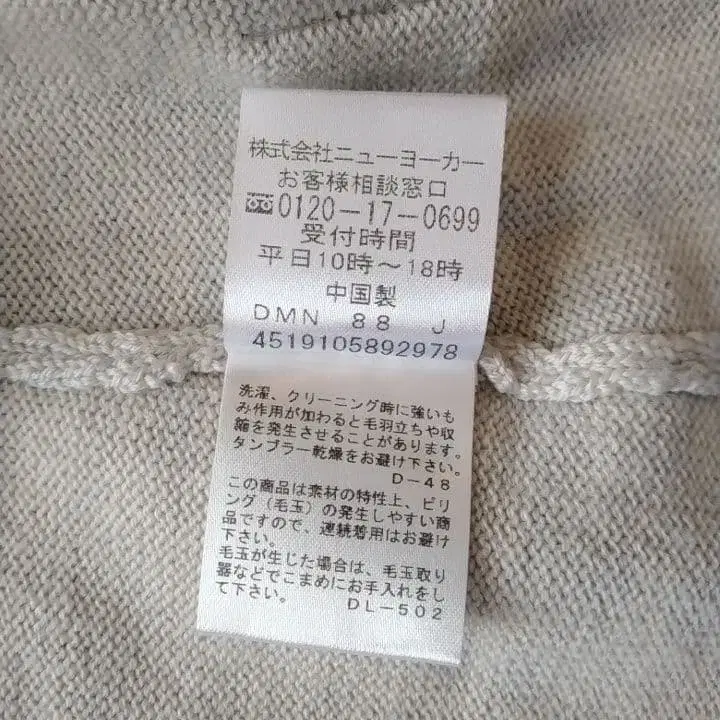 株式会社ニューヨーカー
お客様相談窓口
0120-17-0699
受付時間
平日10時～18時
中国製
DMN 88 J
4519105892978
洗濯、クリーニング時に強いも
み作用が加わると毛羽立ちや収
縮を発生させることがあります。
タンブラー乾燥をお避け下さい。
D-48
この商品は素材の特性上、ピリ
ング（毛玉）の発生しやすい商
品ですので、連続着用はお避け
下さい。
毛玉が生じた場合は、毛玉取り
器などでこまめにお手入れをし
て下さい。 DL-502